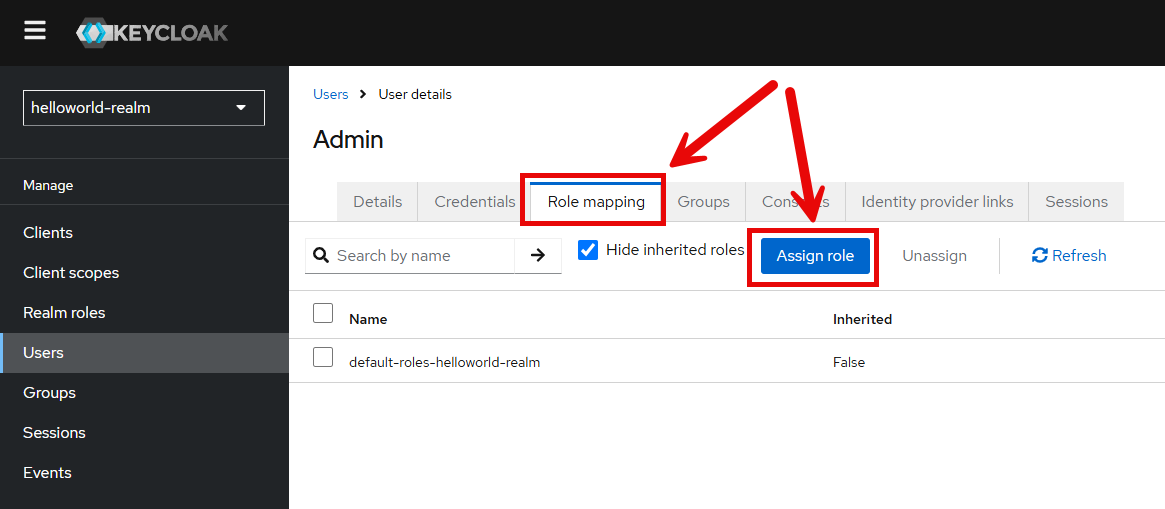 KEYCLOAK
helloworld-realm
Manage
Clients
Client scopes
Realm roles
Users
Groups
Sessions
Events
Users > User details
Admin
Details Credentials Role mapping Groups Consents Identity provider links Sessions
Search by name Hide inherited roles Assign role Unassign Refresh
Name Inherited
default-roles-helloworld-realm False